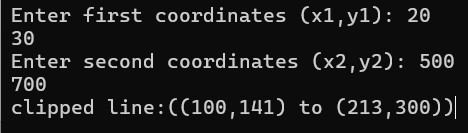 Enter first coordinates (x1,y1): 20
30
Enter second coordinates (x2,y2): 500
700
clipped line:((100,141) to (213,300))